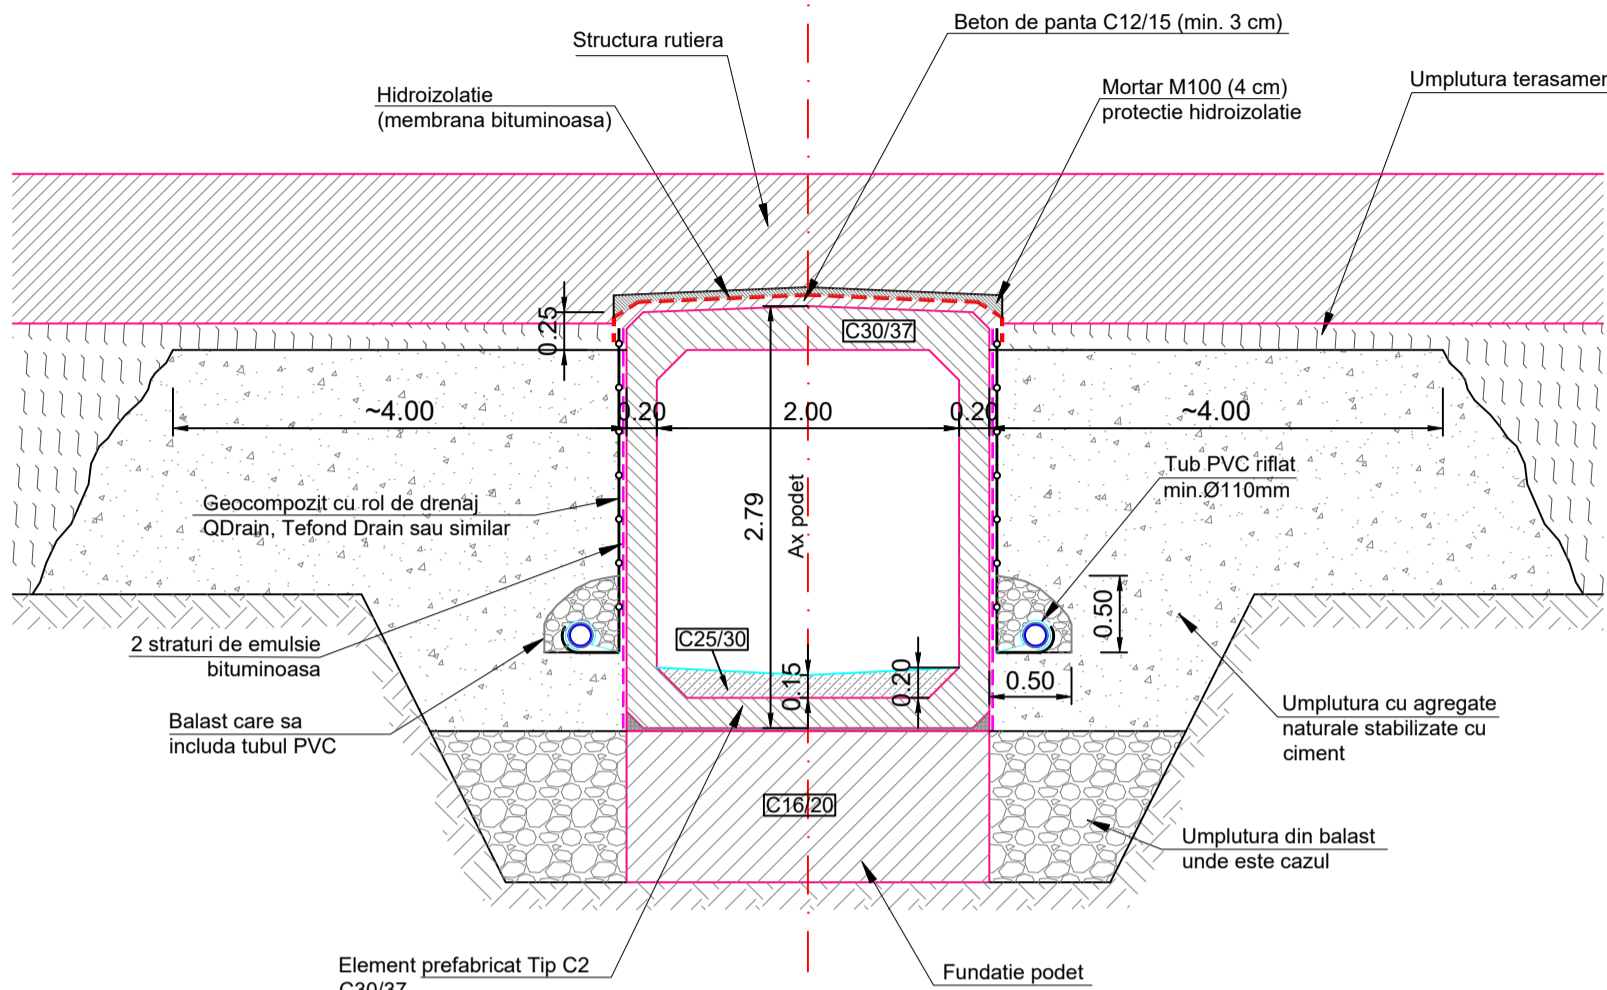 Beton de panta C12/15 (min. 3 cm)
Structura rutiera
Hidroizolatie
(membrana bituminoasa)
Mortar M100 (4 cm)
protectie hidroizolatie
Umplutura
0.25
C30/37
~4.00
0.20
2.00
0.20
~4.00
Tub PVC riflat
min.Ø110mm
Geocompozit cu rol de drenaj
QDrain, Tefond Drain sau similar
2.79
Ax podet
0.50
2 straturi de emulsie
bituminoasa
C25/30
0.15
0.20
0.50
Umplutura cu agregate
naturale stabilizate cu
ciment
Balast care sa
includa tubul PVC
C16/20
Umplutura din balast
unde este cazul
Element prefabricat Tip C2
C30/37
Fundatie podet